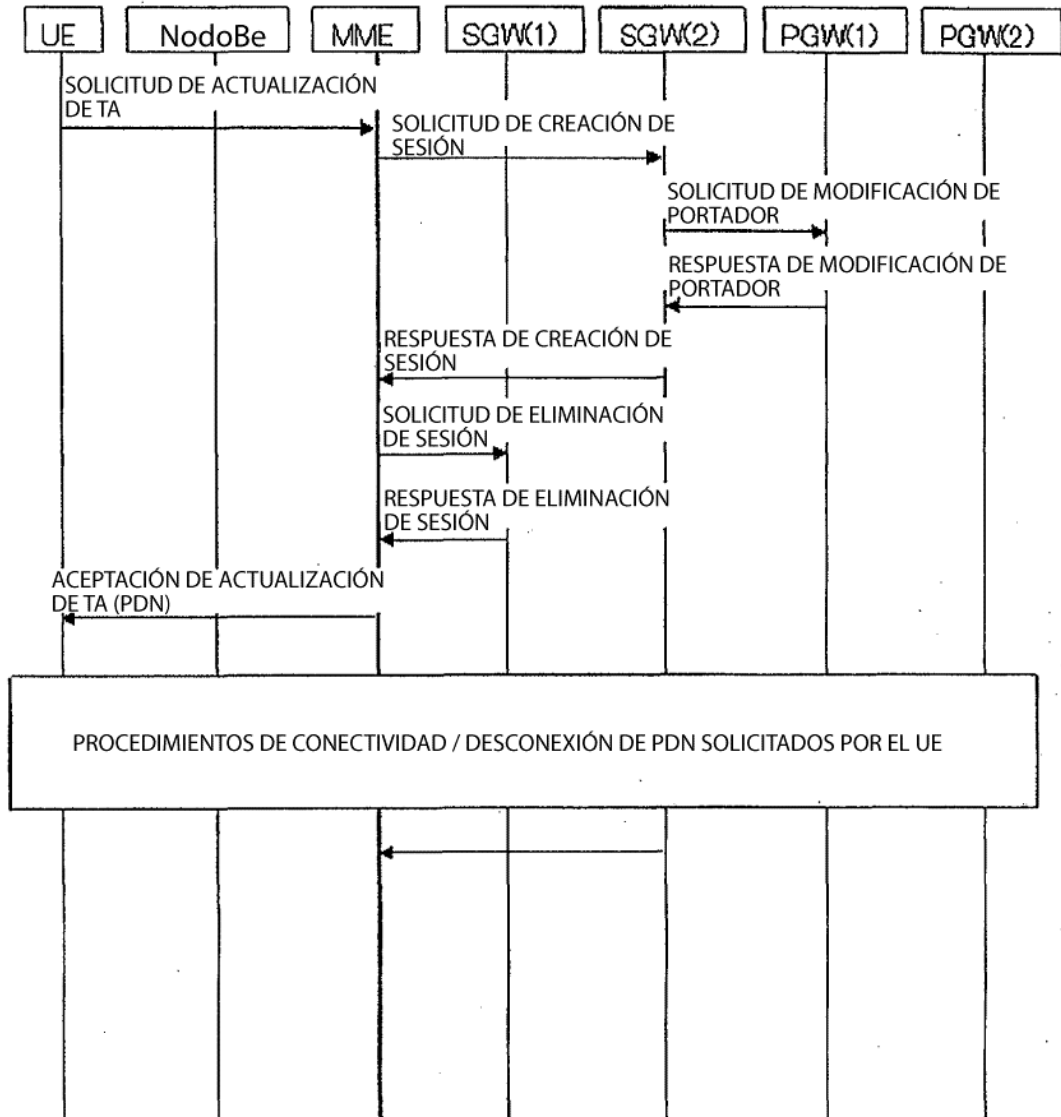 UE NodoBe MME SGW(1) SGW(2) PGW(1) PGW(2)
SOLICITUD DE ACTUALIZACIÓN
DE TA
SOLICITUD DE CREACIÓN DE
SESIÓN
SOLICITUD DE MODIFICACIÓN DE
PORTADOR
RESPUESTA DE MODIFICACIÓN DE
PORTADOR
RESPUESTA DE CREACIÓN DE
SESIÓN
SOLICITUD DE ELIMINACIÓN
DE SESIÓN
RESPUESTA DE ELIMINACIÓN
DE SESIÓN
ACEPTACIÓN DE ACTUALIZACIÓN
DE TA (PDN)
PROCEDIMIENTOS DE CONECTIVIDAD / DESCONEXIÓN DE PDN SOLICITADOS POR EL UE